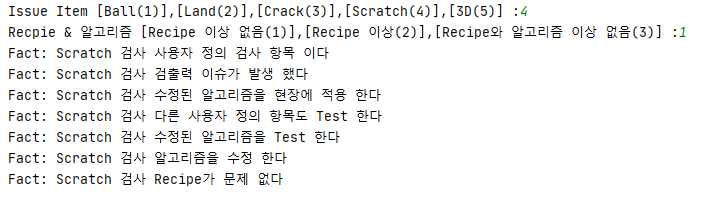 Issue Item [Ball(1)],[Land(2)],[Crack(3)],[Scratch(4)],[3D(5)] :4
Recpie & 알고리즘 [Recipe 이상 없음(1)],[Recipe 이상(2)],[Recipe와 알고리즘 이상 없음(3)] :1
Fact: Scratch 검사 사용자 정의 검사 항목 이다
Fact: Scratch 검사 검출력 이슈가 발생 했다
Fact: Scratch 검사 수정된 알고리즘을 현장에 적용 한다
Fact: Scratch 검사 다른 사용자 정의 항목도 Test 한다
Fact: Scratch 검사 수정된 알고리즘을 Test 한다
Fact: Scratch 검사 알고리즘을 수정 한다
Fact: Scratch 검사 Recipe가 문제 없다